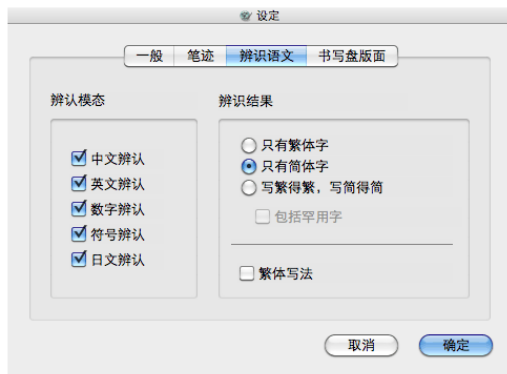 设定
一般 笔迹 辨识语文 书写盘版面
辨认模态
中文辨认
英文辨认
数字辨认
符号辨认
日文辨认
辨识结果
只有繁体字
只有简体字
写繁得繁，写简得简
包括罕用字
繁体写法
取消 确定